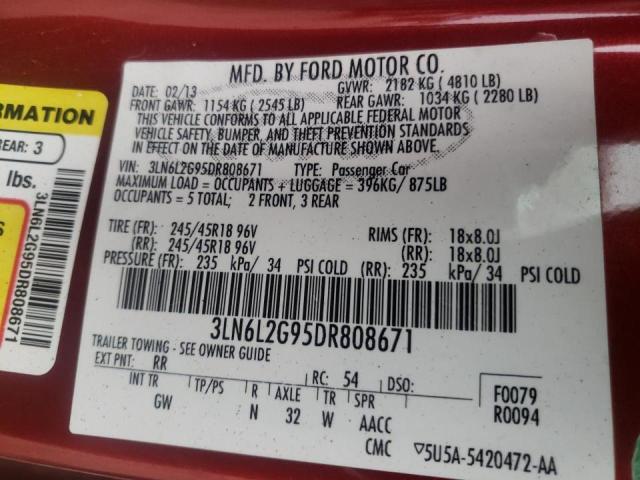 MFD. BY FORD MOTOR CO.
DATE: 02/13
GVWR: 2182 KG ( 4810 LB)
FRONT GAWR: 1154 KG ( 2545 LB)
REAR GAWR: 1034 KG ( 2280 LB)
THIS VEHICLE CONFORMS TO ALL APPLICABLE FEDERAL MOTOR
VEHICLE SAFETY, BUMPER, AND THEFT PREVENTION STANDARDS
IN EFFECT ON THE DATE OF MANUFACTURE SHOWN ABOVE.
VIN: 3LN6L2G95DR808671 TYPE: Passenger Car
MAXIMUM LOAD = OCCUPANTS + LUGGAGE = 396KG/ 875LB
OCCUPANTS = 5 TOTAL; 2 FRONT, 3 REAR
TIRE (FR): 245/45R18 96V RIMS (FR): 18x8.0J
(RR): 245/45R18 96V (RR): 18x8.0J
PRESSURE (FR): 235 kPa/ 34 PSI COLD (RR): 235 kPa/ 34 PSI COLD
3LN6L2G95DR808671
TRAILER TOWING - SEE OWNER GUIDE
EXT PNT: RR RC: 54 DSO:
F0079
R0094
INT TR TP/PS R AXLE TR SPR
GW N 32 W AACC
CMC ▽5U5A-5420472-AA
ORMATION
REAR: 3
lbs.
3LN6L2G95DR808671